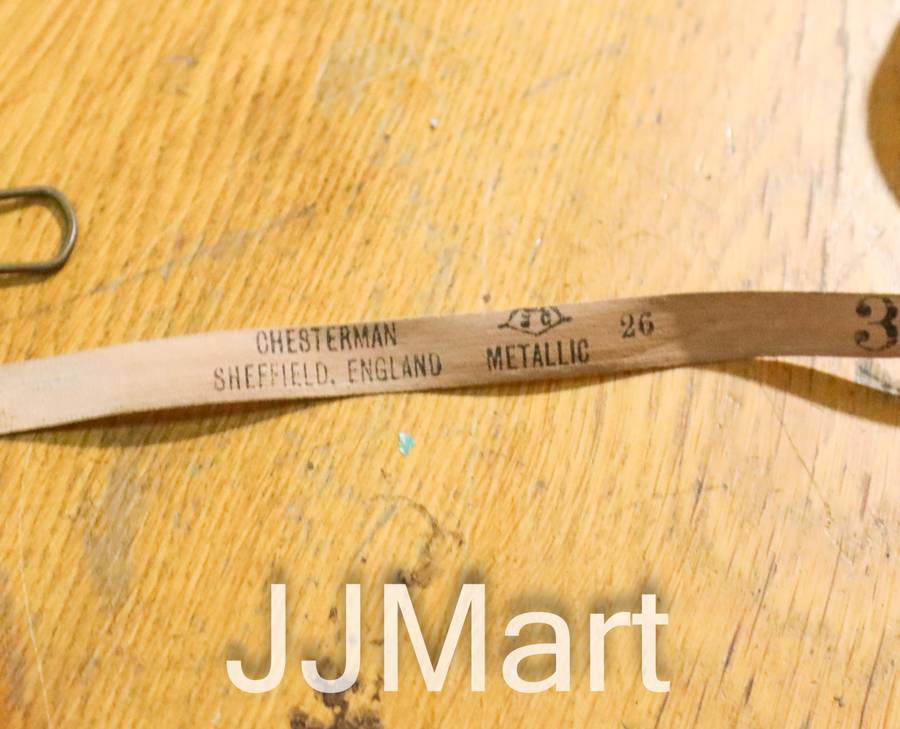 CHESTERMAN
SHEFFIELD, ENGLAND
METALLIC
26
3
JJMart